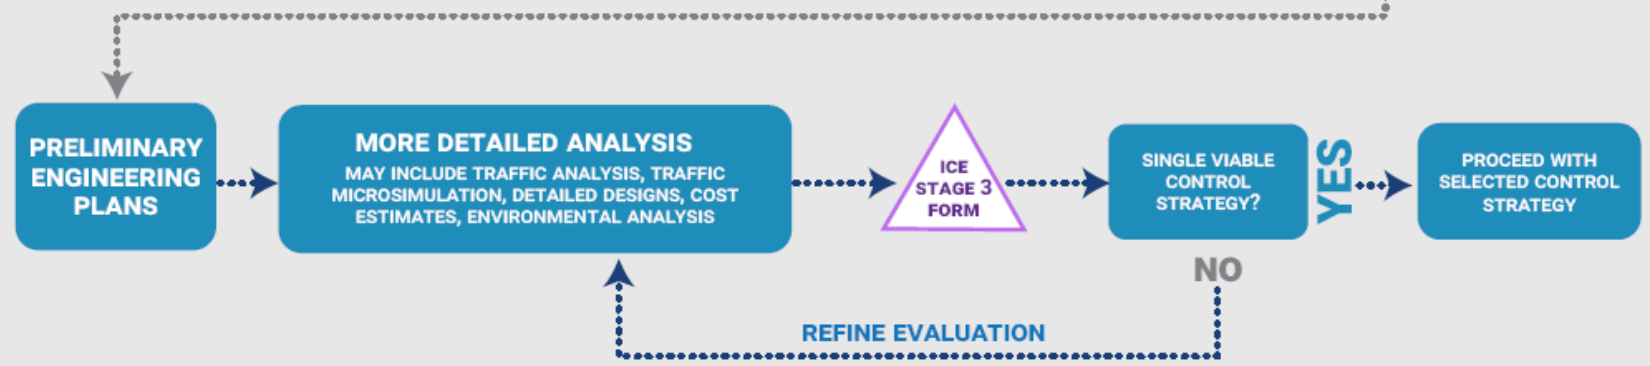 PRELIMINARY
ENGINEERING
PLANS
MORE DETAILED ANALYSIS
MAY INCLUDE TRAFFIC ANALYSIS, TRAFFIC
MICROSIMULATION, DETAILED DESIGNS, COST
ESTIMATES, ENVIRONMENTAL ANALYSIS
ICE
STAGE 3
FORM
SINGLE VIABLE
CONTROL
STRATEGY?
YES
PROCEED WITH
SELECTED CONTROL
STRATEGY
NO
REFINE EVALUATION